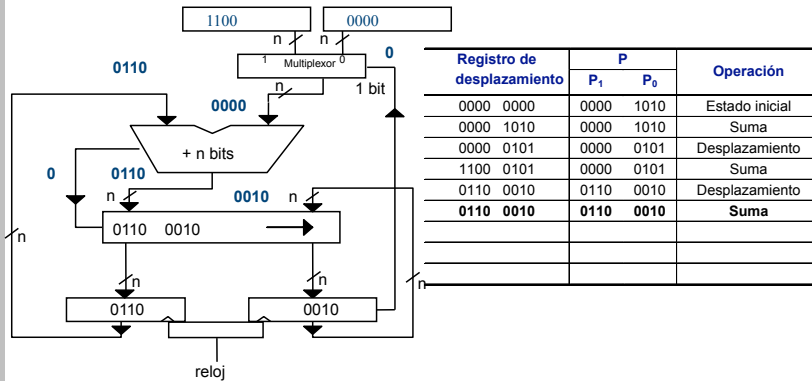 1100 0000
n n
1 Multiplexor 0 0
0110 n 1 bit
0000
+ n bits
0 0110
n 0010 n
0110 0010
n n n n
0110 0010
reloj
Registro de desplazamiento P Operación
P1 P0
0000 0000 0000 1010 Estado inicial
0000 1010 0000 1010 Suma
0000 0101 0000 0101 Desplazamiento
1100 0101 0000 0101 Suma
0110 0010 0110 0010 Desplazamiento
0110 0010 0110 0010 Suma